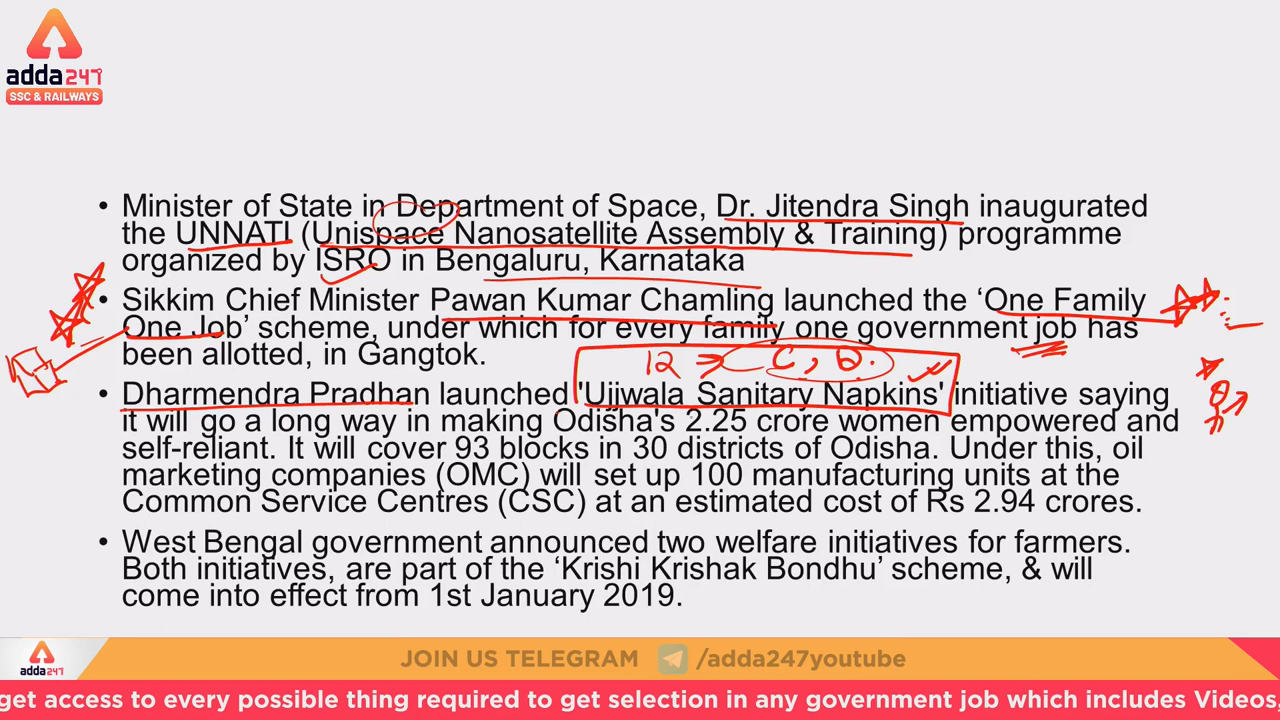 adda247
SSC & RAILWAYS
• Minister of State in Department of Space, Dr. Jitendra Singh inaugurated
the UNNATI (Unispace Nanosatellite Assembly & Training) programme
organized by ISRO in Bengaluru, Karnataka
• Sikkim Chief Minister Pawan Kumar Chamling launched the ‘One Family
One Job’ scheme, under which for every family one government job has
been allotted, in Gangtok.
12 ⇒ C, D.
• Dharmendra Pradhan launched 'Ujjwala Sanitary Napkins' initiative saying
it will go a long way in making Odisha's 2.25 crore women empowered and
self-reliant. It will cover 93 blocks in 30 districts of Odisha. Under this, oil
marketing companies (OMC) will set up 100 manufacturing units at the
Common Service Centres (CSC) at an estimated cost of Rs 2.94 crores.
• West Bengal government announced two welfare initiatives for farmers.
Both initiatives, are part of the ‘Krishi Krishak Bondhu’ scheme, & will
come into effect from 1st January 2019.
adda247
JOIN US TELEGRAM /adda247youtube
get access to every possible thing required to get selection in any government job which includes Videos,